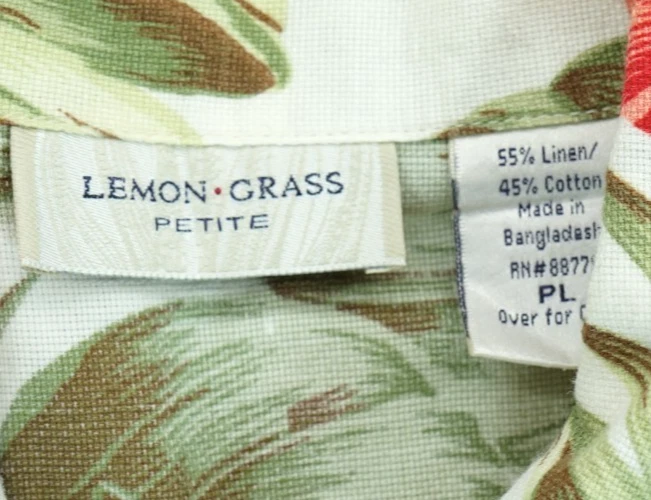 LEMON·GRASS
PETITE
55% Linen/
45% Cotton
Made in
Bangladesh
RN#8877
PL
Over for